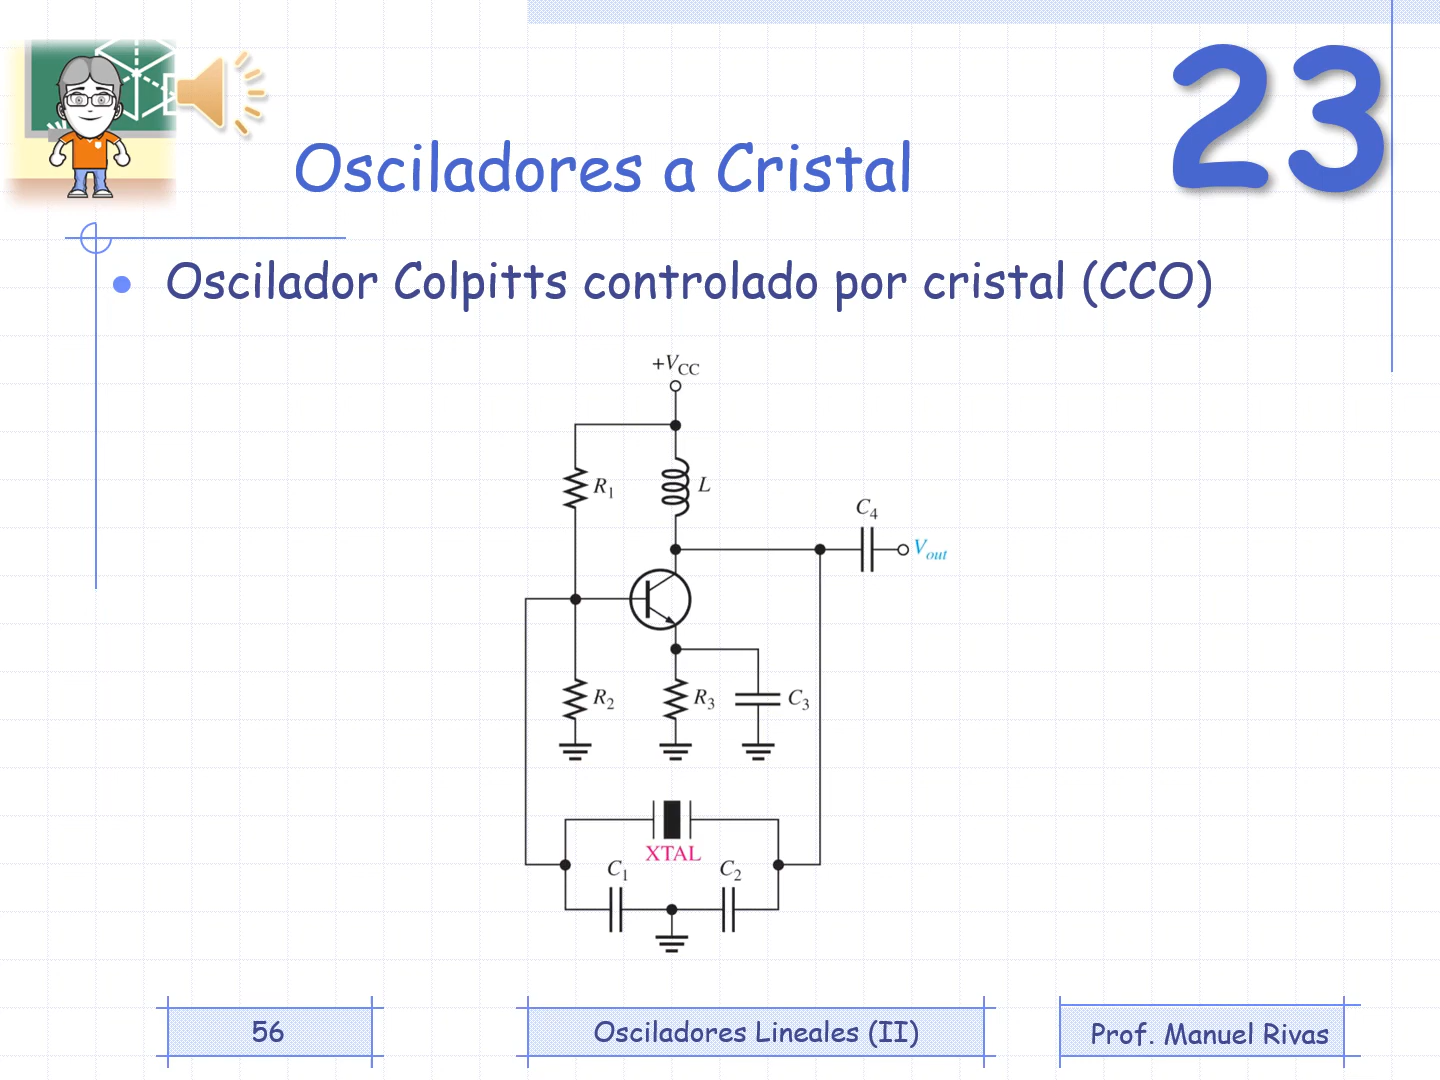 23
Osciladores a Cristal
• Oscilador Colpitts controlado por cristal (CCO)
+VCC
R1
L
C4
Vout
R2
R3
C3
XTAL
C1
C2
56
Osciladores Lineales (II)
Prof. Manuel Rivas